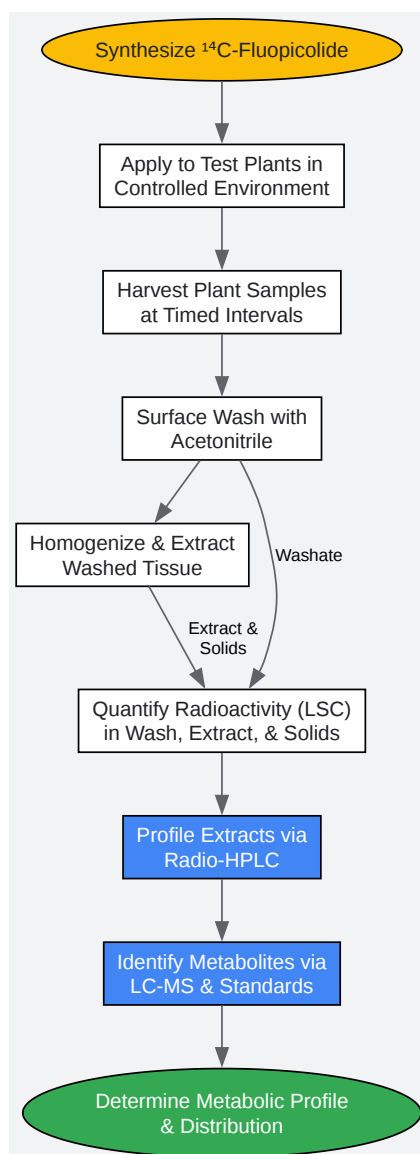 Synthesize ¹⁴C-Fluopicolide
Apply to Test Plants in
Controlled Environment
Harvest Plant Samples
at Timed Intervals
Surface Wash with
Acetonitrile
Homogenize & Extract
Washed Tissue
Washate
Extract &
Solids
Quantify Radioactivity (LSC)
in Wash, Extract, & Solids
Profile Extracts via
Radio-HPLC
Identify Metabolites via
LC-MS & Standards
Determine Metabolic Profile
& Distribution